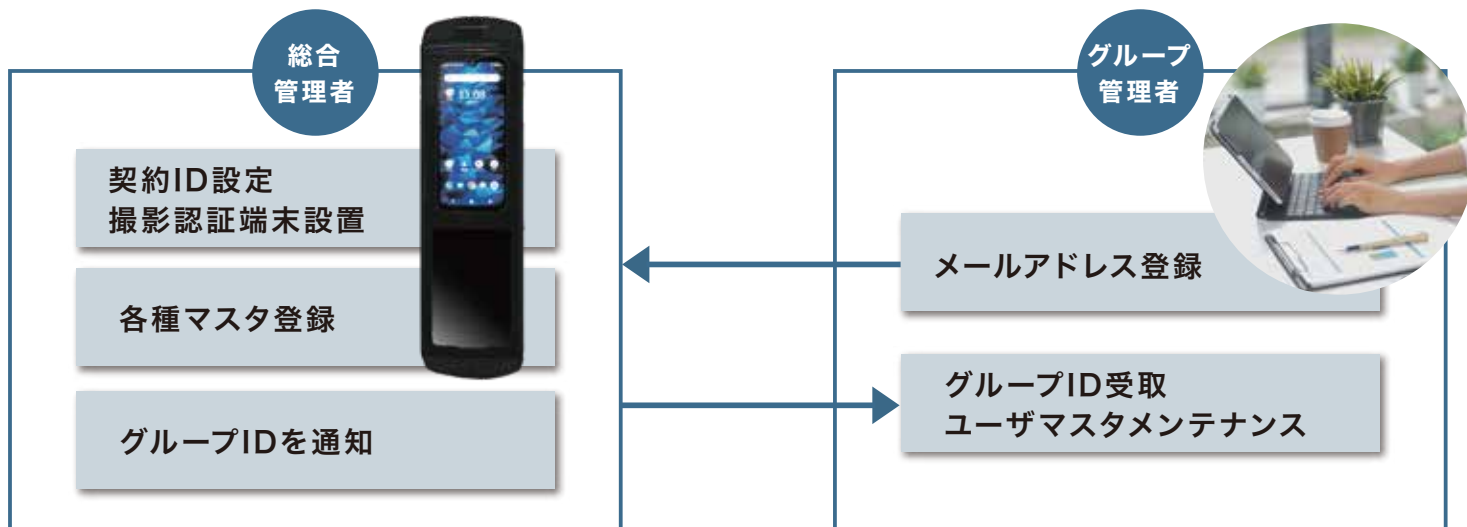 総合
管理者
契約ID設定
撮影認証端末設置
各種マスタ登録
グループIDを通知
グループ
管理者
メールアドレス登録
グループID受取
ユーザマスタメンテナンス